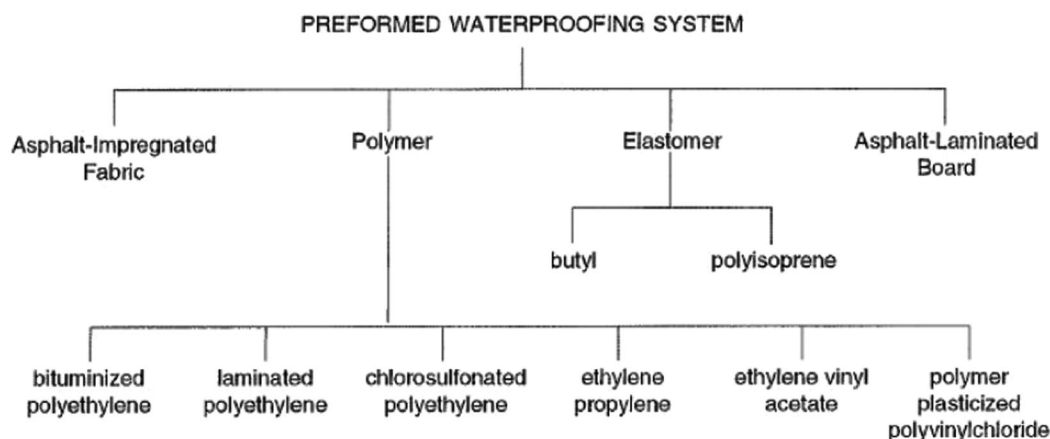 PREFORMED WATERPROOFING SYSTEM
Asphalt-Impregnated
Fabric
Polymer
Elastomer
Asphalt-Laminated
Board
butyl
polyisoprene
bituminized
polyethylene
laminated
polyethylene
chlorosulfonated
polyethylene
ethylene
propylene
ethylene vinyl
acetate
polymer
plasticized
polyvinylchloride